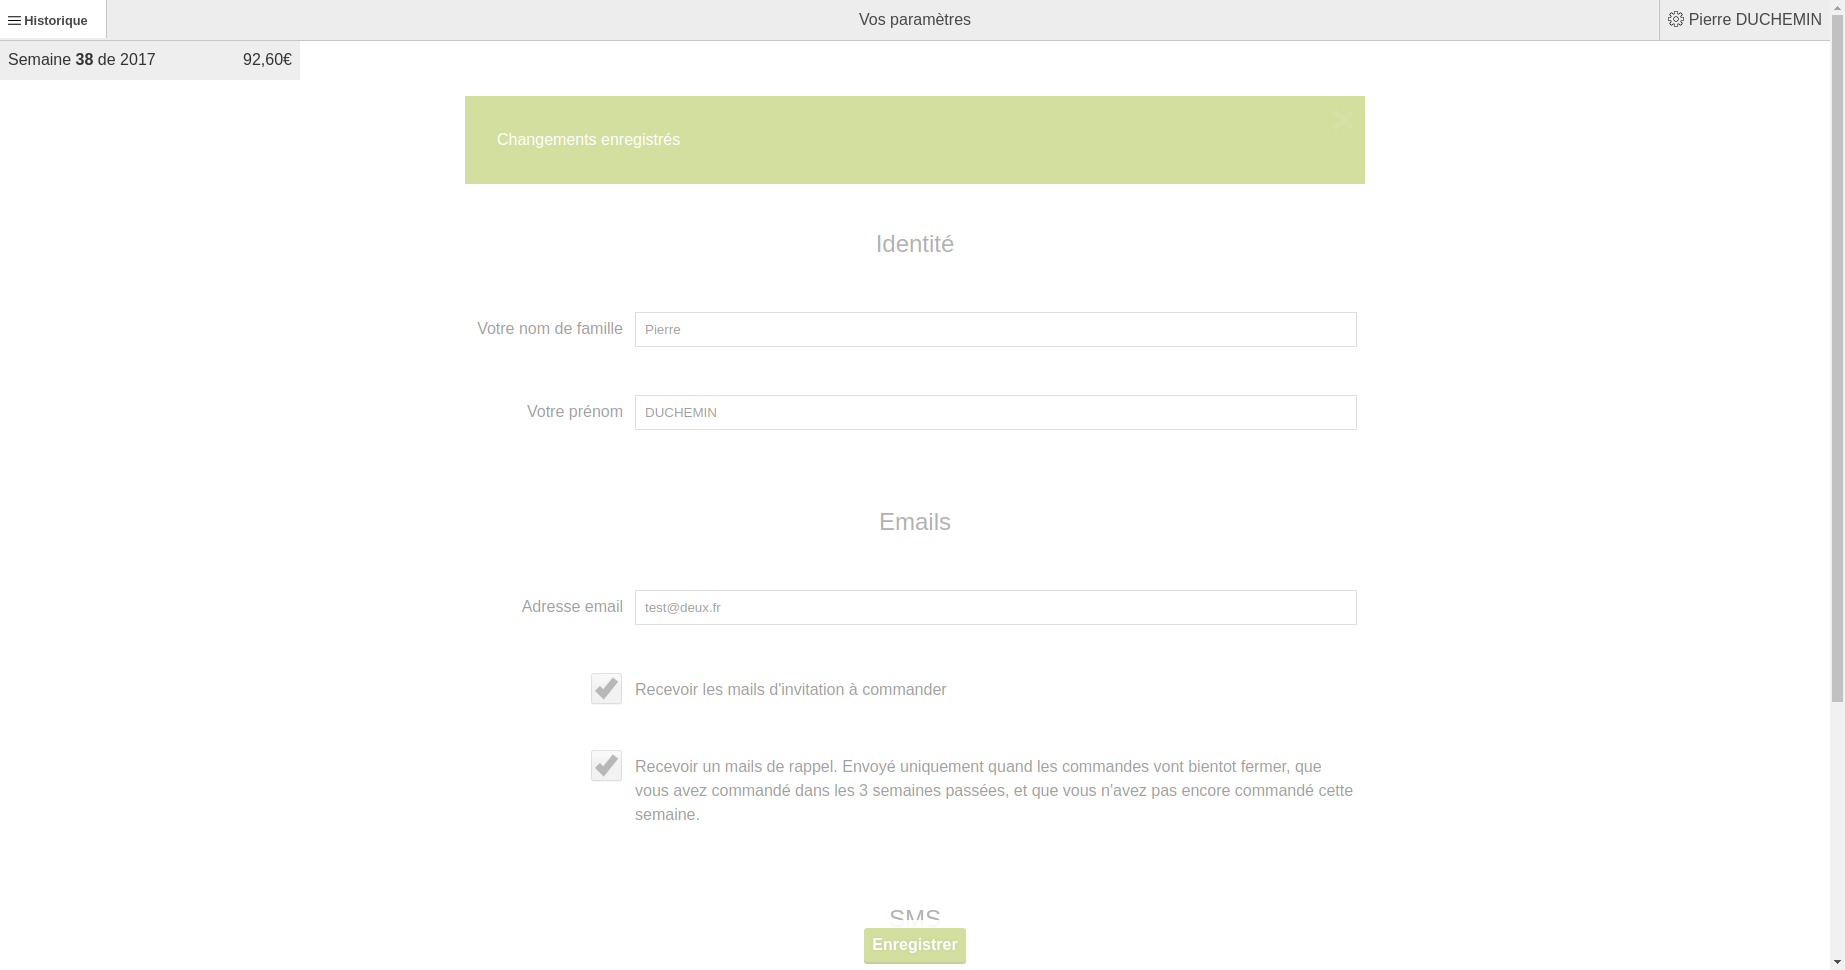 Historique
Vos paramètres
Pierre DUCHEMIN
Semaine 38 de 2017 92,60€
Changements enregistrés
Identité
Votre nom de famille Pierre
Votre prénom DUCHEMIN
Emails
Adresse email test@deux.fr
Recevoir les mails d'invitation à commander
Recevoir un mails de rappel. Envoyé uniquement quand les commandes vont bientot fermer, que
vous avez commandé dans les 3 semaines passées, et que vous n'avez pas encore commandé cette
semaine.
SMS
Enregistrer